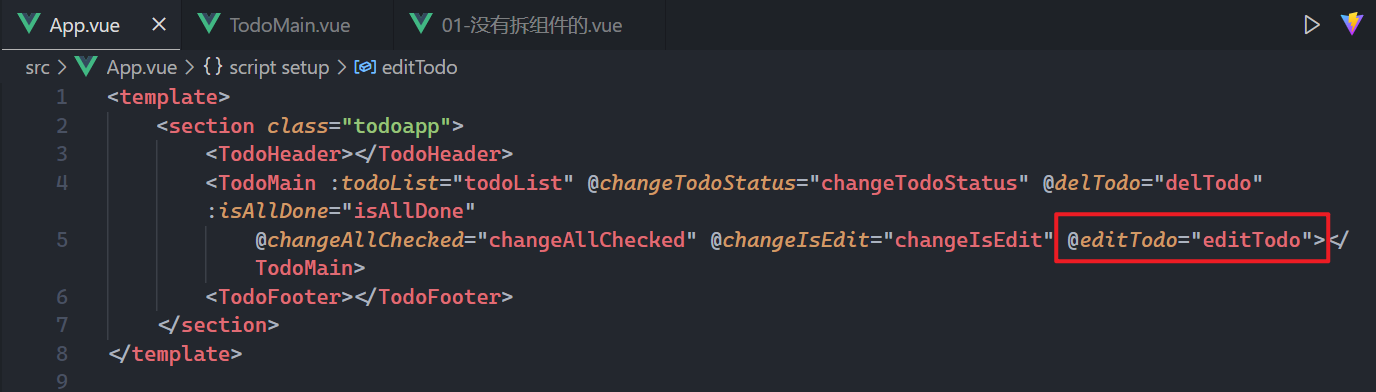 App.vue × TodoMain.vue 01-没有拆组件的.vue
src > App.vue > {} script setup > editTodo
1 <template>
2 <section class="todoapp">
3 <TodoHeader></TodoHeader>
4 <TodoMain :todoList="todoList" @changeTodoStatus="changeTodoStatus" @delTodo="delTodo"
:isAllDone="isAllDone"
5 @changeAllChecked="changeAllChecked" @changeIsEdit="changeIsEdit" @editTodo="editTodo"></
TodoMain>
6 <TodoFooter></TodoFooter>
7 </section>
8 </template>
9